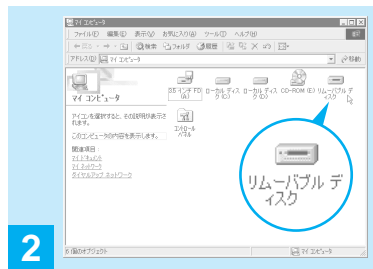 マイ コンピュータ
ファイル(F) 編集(E) 表示(V) お気に入り(A) ツール(T) ヘルプ(H)
戻る 検索 フォルダ 履歴
アドレス(D) マイ コンピュータ 移動
マイ コンピュータ
アイコンを選択すると、その説明が表示されます。
このコンピュータの内容を表示します。
関連項目:
マイ ドキュメント
マイ ネットワーク
ダイヤルアップ ネットワーク
3.5 インチ FD (A:)
ローカル ディスク (C:)
ローカル ディスク (D:)
CD-ROM (E:)
リムーバブル ディスク
コントロール パネル
リムーバブル ディ
スク
2
6 個のオブジェクト
マイ コンピュータ